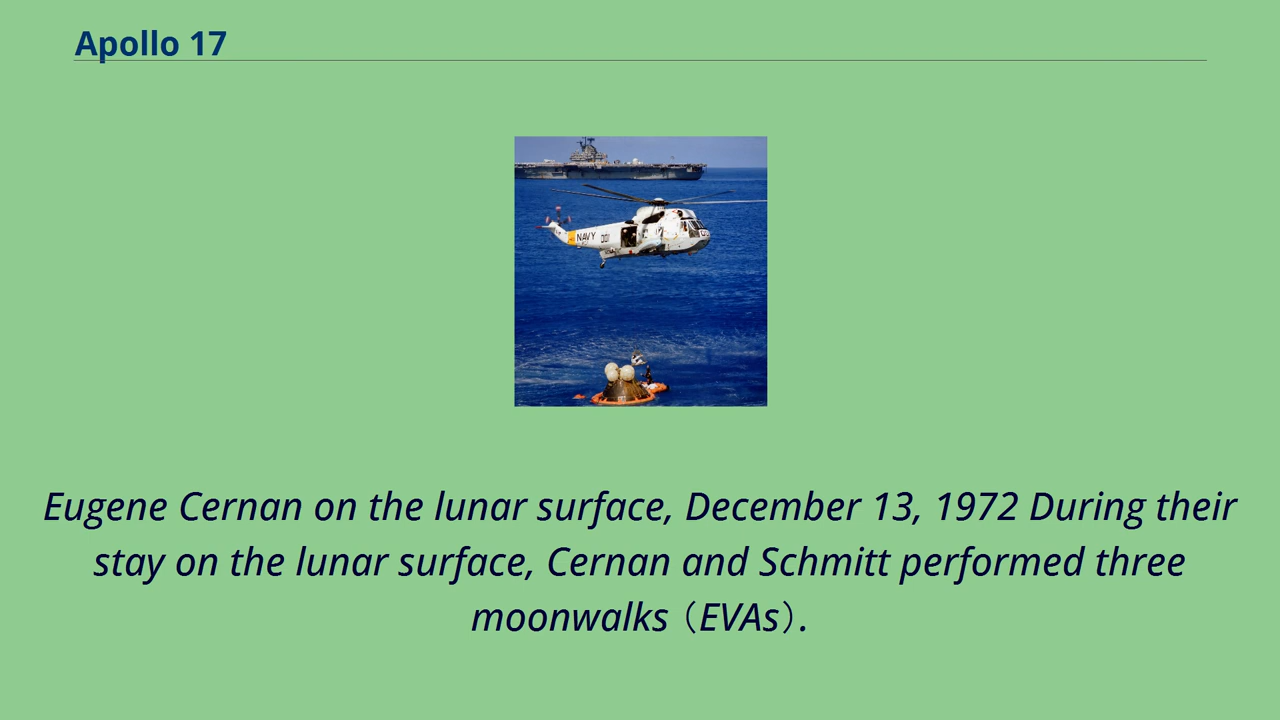 Apollo 17
NAVY
Eugene Cernan on the lunar surface, December 13, 1972 During their
stay on the lunar surface, Cernan and Schmitt performed three
moonwalks（EVAs）.